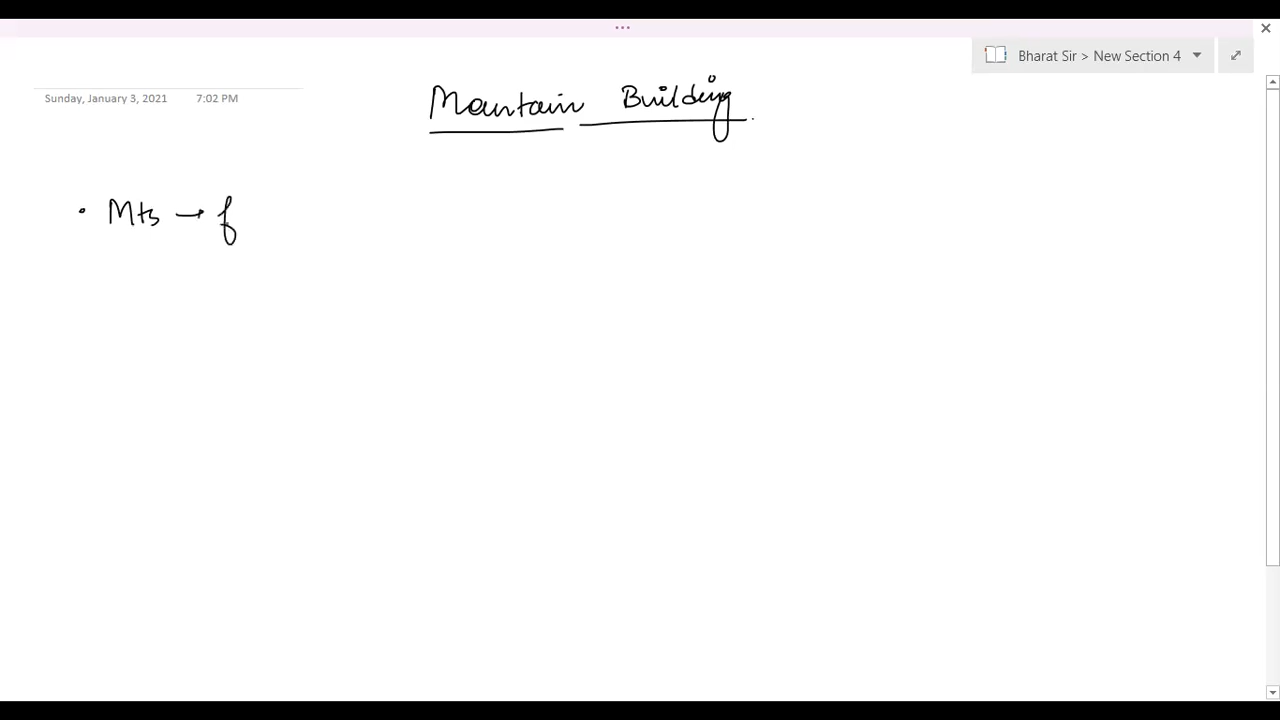 Bharat Sir > New Section 4
Sunday, January 3, 2021 7:02 PM
Mountain Building
• Mts → f